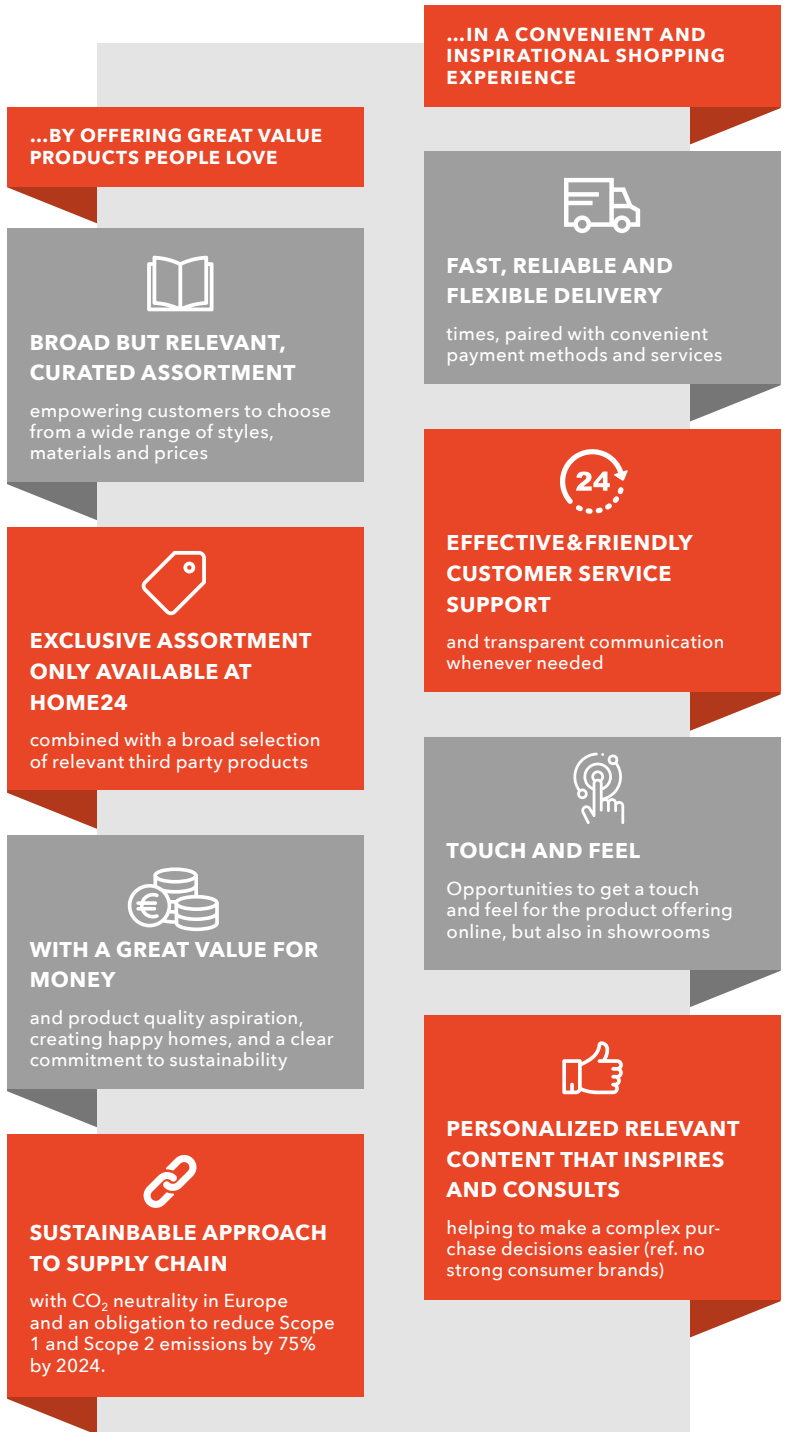 ...BY OFFERING GREAT VALUE
PRODUCTS PEOPLE LOVE
BROAD BUT RELEVANT,
CURATED ASSORTMENT
empowering customers to choose
from a wide range of styles,
materials and prices
EXCLUSIVE ASSORTMENT
ONLY AVAILABLE AT
HOME24
combined with a broad selection
of relevant third party products
€
WITH A GREAT VALUE FOR
MONEY
and product quality aspiration,
creating happy homes, and a clear
commitment to sustainability
SUSTAINBABLE APPROACH
TO SUPPLY CHAIN
with CO₂ neutrality in Europe
and an obligation to reduce Scope
1 and Scope 2 emissions by 75%
by 2024.
...IN A CONVENIENT AND
INSPIRATIONAL SHOPPING
EXPERIENCE
FAST, RELIABLE AND
FLEXIBLE DELIVERY
times, paired with convenient
payment methods and services
24
EFFECTIVE&FRIENDLY
CUSTOMER SERVICE
SUPPORT
and transparent communication
whenever needed
TOUCH AND FEEL
Opportunities to get a touch
and feel for the product offering
online, but also in showrooms
PERSONALIZED RELEVANT
CONTENT THAT INSPIRES
AND CONSULTS
helping to make a complex pur-
chase decisions easier (ref. no
strong consumer brands)